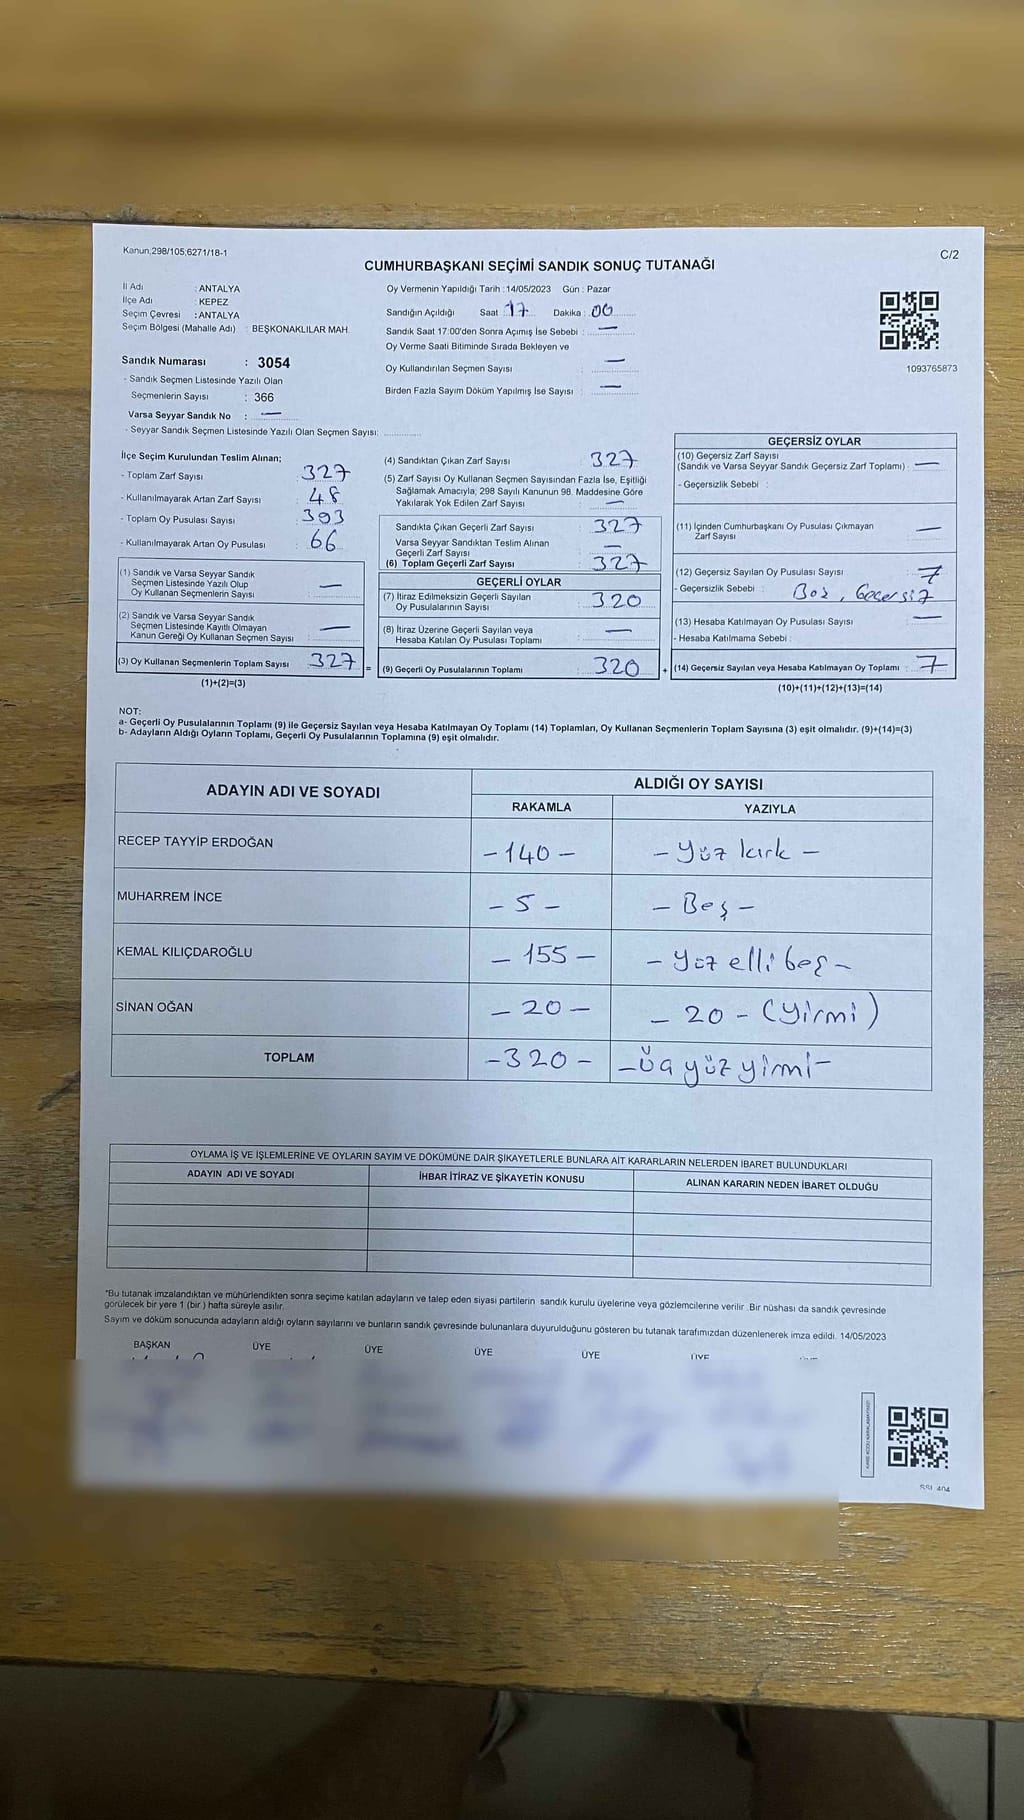 Kanun,298/105;6271/18-1
C/2
CUMHURBAŞKANI SEÇİMİ SANDIK SONUÇ TUTANAĞI
İl Adı : ANTALYA
İlçe Adı : KEPEZ
Seçim Çevresi : ANTALYA
Seçim Bölgesi (Mahalle Adı) : BEŞKONAKLILAR MAH.
Sandık Numarası : 3054
- Sandık Seçmen Listesinde Yazılı Olan
Seçmenlerin Sayısı : 366
Varsa Seyyar Sandık No : —
- Seyyar Sandık Seçmen Listesinde Yazılı Olan Seçmen Sayısı:
Oy Vermenin Yapıldığı Tarih : 14/05/2023 Gün : Pazar
Sandığın Açıldığı Saat 17 Dakika : 00
Sandık Saat 17:00'den Sonra Açımış İse Sebebi : —
Oy Verme Saati Bitiminde Sırada Bekleyen ve
Oy Kullandırılan Seçmen Sayısı : —
Birden Fazla Sayım Döküm Yapılmış İse Sayısı : —
1093765873
İlçe Seçim Kurulundan Teslim Alınan;
- Toplam Zarf Sayısı : 327
- Kullanılmayarak Artan Zarf Sayısı : 48
- Toplam Oy Pusulası Sayısı : 393
- Kullanılmayarak Artan Oy Pusulası : 66
(1) Sandık ve Varsa Seyyar Sandık
Seçmen Listesinde Yazılı Olup
Oy Kullanan Seçmenlerin Sayısı : —
(2) Sandık ve Varsa Seyyar Sandık
Seçmen Listesinde Kayıtlı Olmayan
Kanun Gereği Oy Kullanan Seçmen Sayısı : —
(3) Oy Kullanan Seçmenlerin Toplam Sayısı : 327 =
(1)+(2)=(3)
(4) Sandıktan Çıkan Zarf Sayısı : 327
(5) Zarf Sayısı Oy Kullanan Seçmen Sayısından Fazla İse, Eşitliği
Sağlamak Amacıyla; 298 Sayılı Kanunun 98. Maddesine Göre
Yakılarak Yok Edilen Zarf Sayısı : —
Sandıkta Çıkan Geçerli Zarf Sayısı : 327
Varsa Seyyar Sandıktan Teslim Alınan
Geçerli Zarf Sayısı : —
(6) Toplam Geçerli Zarf Sayısı : 327
GEÇERLİ OYLAR
(7) İtiraz Edilmeksizin Geçerli Sayılan
Oy Pusulalarının Sayısı : 320
(8) İtiraz Üzerine Geçerli Sayılan veya
Hesaba Katılan Oy Pusulası Toplamı : —
(9) Geçerli Oy Pusulalarının Toplamı : 320 +
GEÇERSİZ OYLAR
(10) Geçersiz Zarf Sayısı
(Sandık ve Varsa Seyyar Sandık Geçersiz Zarf Toplamı) : —
- Geçersizlik Sebebi :
(11) İçinden Cumhurbaşkanı Oy Pusulası Çıkmayan
Zarf Sayısı : —
(12) Geçersiz Sayılan Oy Pusulası Sayısı : 7
- Geçersizlik Sebebi : Boş, Geçersiz
(13) Hesaba Katılmayan Oy Pusulası Sayısı : —
- Hesaba Katılmama Sebebi :
(14) Geçersiz Sayılan veya Hesaba Katılmayan Oy Toplamı : 7
(10)+(11)+(12)+(13)=(14)
NOT:
a- Geçerli Oy Pusulalarının Toplamı (9) ile Geçersiz Sayılan veya Hesaba Katılmayan Oy Toplamı (14) Toplamları, Oy Kullanan Seçmenlerin Toplam Sayısına (3) eşit olmalıdır. (9)+(14)=(3)
b- Adayların Aldığı Oyların Toplamı, Geçerli Oy Pusulalarının Toplamına (9) eşit olmalıdır.
ADAYIN ADI VE SOYADI
ALDIĞI OY SAYISI
RAKAMLA YAZIYLA
RECEP TAYYİP ERDOĞAN - 140 - - Yüz kırk -
MUHARREM İNCE - 5 - - Beş -
KEMAL KILIÇDAROĞLU - 155 - - Yüz elli beş -
SİNAN OĞAN - 20 - - 20 - (Yirmi)
TOPLAM - 320 - - üç yüz yirmi -
OYLAMA İŞ VE İŞLEMLERİNE VE OYLARIN SAYIM VE DÖKÜMÜNE DAİR ŞİKAYETLERLE BUNLARA AİT KARARLARIN NELERDEN İBARET BULUNDUKLARI
ADAYIN ADI VE SOYADI İHBAR İTİRAZ VE ŞİKAYETİN KONUSU ALINAN KARARIN NEDEN İBARET OLDUĞU
*Bu tutanak imzalandıktan ve mühürlendikten sonra seçime katılan adayların ve talep eden siyasi partilerin sandık kurulu üyelerine veya gözlemcilerine verilir. Bir nüshası da sandık çevresinde
görülecek bir yere 1 (bir ) hafta süreyle asılır.
Sayım ve döküm sonucunda adayların aldığı oyların sayılarını ve bunların sandık çevresinde bulunanlara duyurulduğunu gösteren bu tutanak tarafımızdan düzenlenerek imza edildi. 14/05/2023
BAŞKAN ÜYE ÜYE ÜYE ÜYE ÜYE